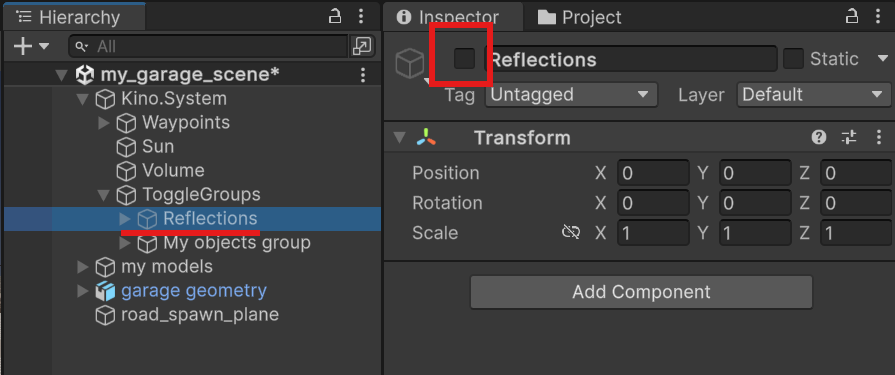 Hierarchy
All
my_garage_scene*
Kino.System
Waypoints
Sun
Volume
ToggleGroups
Reflections
My objects group
my models
garage geometry
road_spawn_plane
Inspector
Project
Reflections
Static
Tag Untagged Layer Default
Transform
Position X 0 Y 0 Z 0
Rotation X 0 Y 0 Z 0
Scale X 1 Y 1 Z 1
Add Component